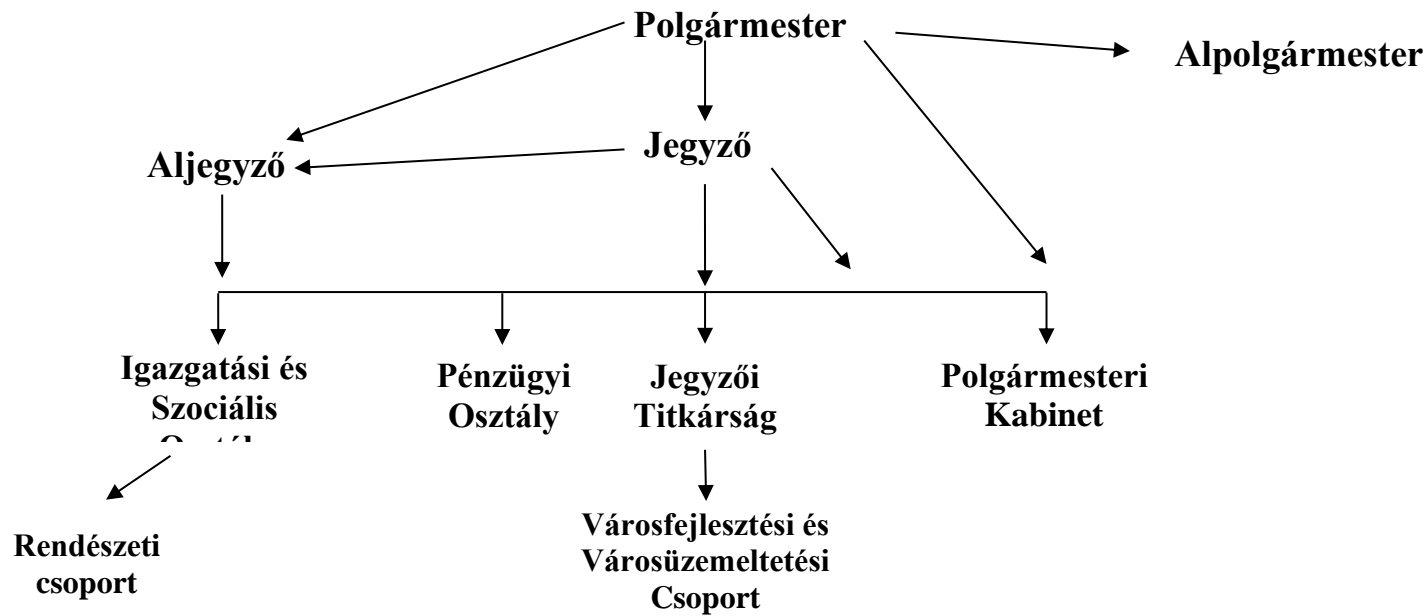 Polgármester
Alpolgármester
Jegyző
Aljegyző
Igazgatási és
Szociális
Pénzügyi
Osztály
Jegyzői
Titkárság
Polgármesteri
Kabinet
Rendészeti
csoport
Városfejlesztési és
Városüzemeltetési
Csoport